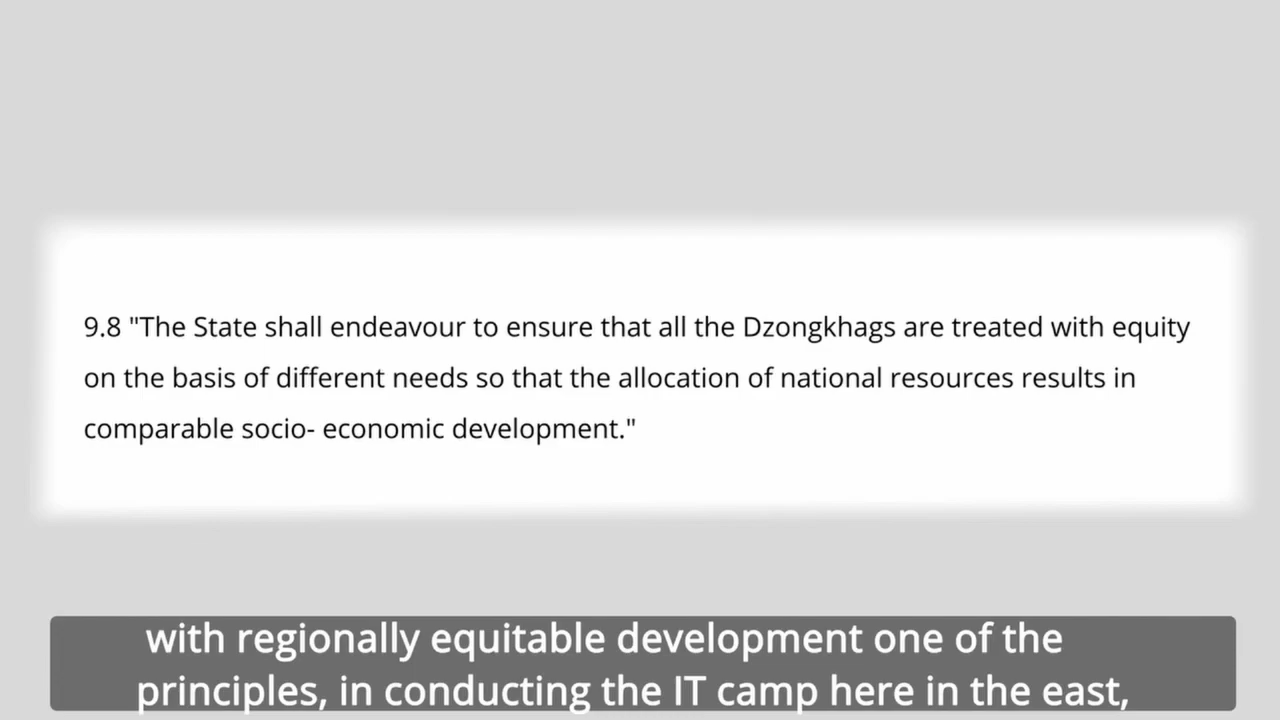 9.8 "The State shall endeavour to ensure that all the Dzongkhags are treated with equity
on the basis of different needs so that the allocation of national resources results in
comparable socio- economic development."
with regionally equitable development one of the
principles, in conducting the IT camp here in the east,